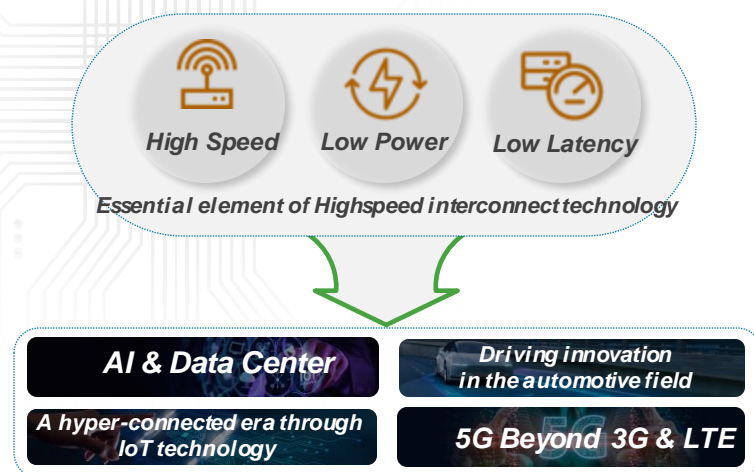 High Speed
Low Power
Low Latency
Essential element of Highspeed interconnect technology
AI & Data Center
Driving innovation
in the automotive field
A hyper-connected era through
IoT technology
5G
5G Beyond 3G & LTE